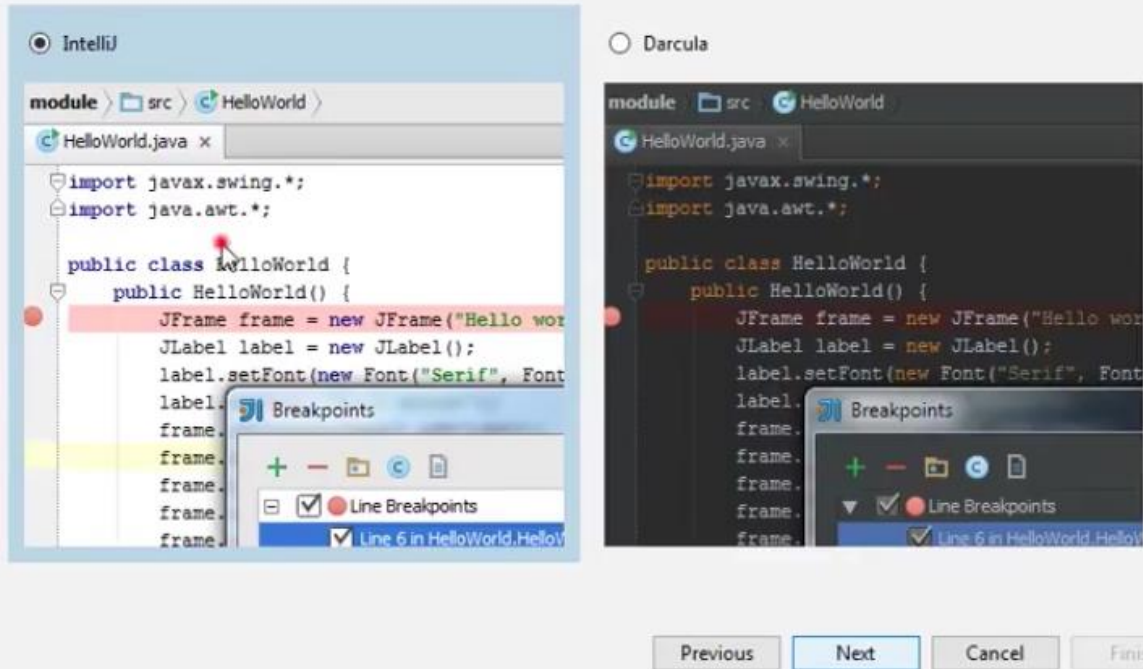 IntelliJ
module src HelloWorld
HelloWorld.java ×
import javax.swing.*;
import java.awt.*;
public class HelloWorld {
public HelloWorld() {
JFrame frame = new JFrame("Hello wor
JLabel label = new JLabel();
label.setFont(new Font("Serif", Font
label.
frame.
frame.
frame.
frame.
frame.
Breakpoints
Line Breakpoints
Line 6 in HelloWorld.HelloW
Darcula
module src HelloWorld
HelloWorld.java ×
import javax.swing.*;
import java.awt.*;
public class HelloWorld {
public HelloWorld() {
JFrame frame = new JFrame("Hello wor
JLabel label = new JLabel();
label.setFont(new Font("Serif", Font
label.
frame.
frame.
frame.
frame.
frame.
Breakpoints
Line Breakpoints
Line 6 in HelloWorld.HelloW
Previous Next Cancel Fini